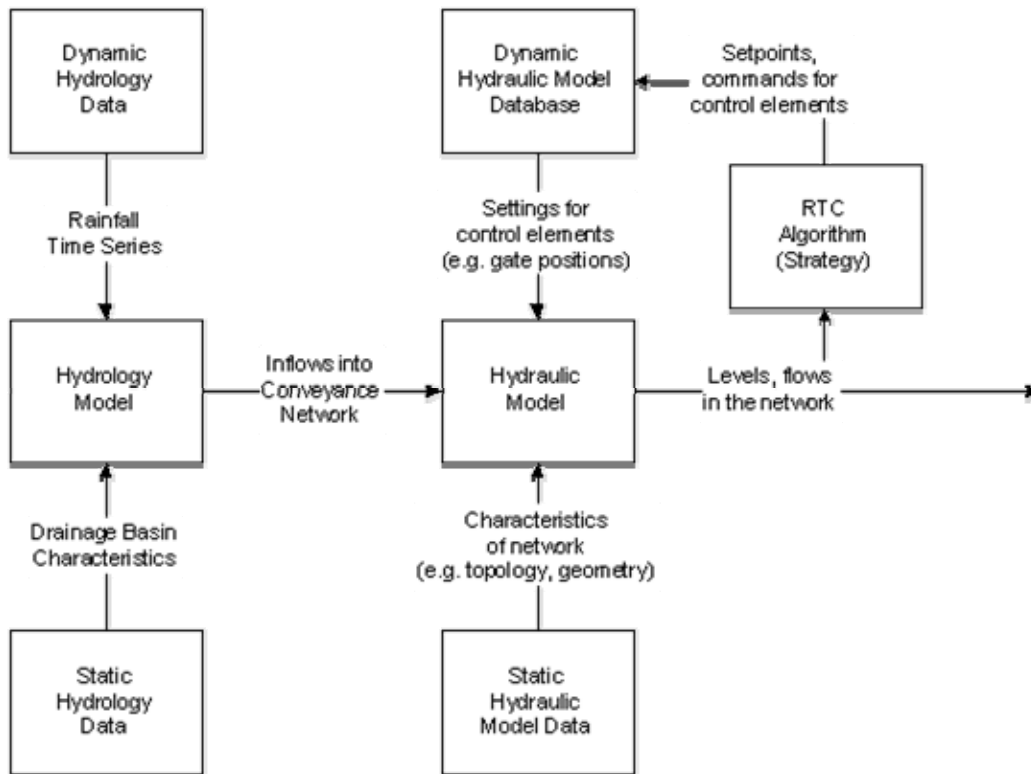 Dynamic
Hydrology
Data
Dynamic
Hydraulic Model
Database
Setpoints,
commands for
control elements
Rainfall
Time Series
Settings for
control elements
(e.g. gate positions)
RTC
Algorithm
(Strategy)
Hydrology
Model
Inflows into
Conveyance
Network
Hydraulic
Model
Levels, flows
in the network
Drainage Basin
Characteristics
Characteristics
of network
(e.g. topology, geometry)
Static
Hydrology
Data
Static
Hydraulic
Model Data